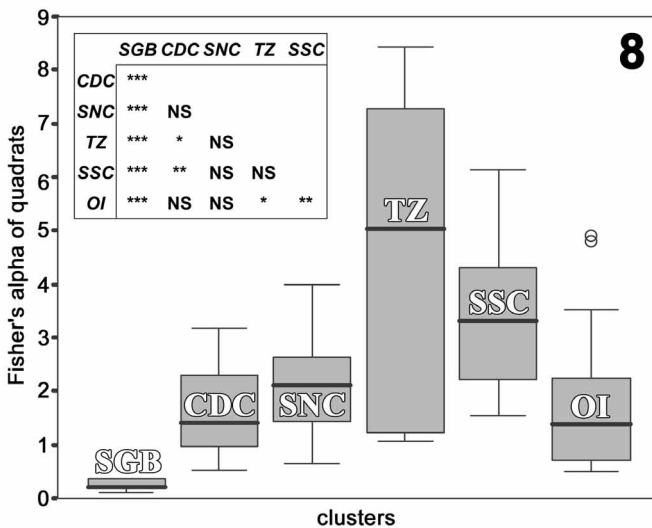 8
Fisher's alpha of quadrats
9
8
7
6
5
4
3
2
1
0
SGB CDC SNC TZ SSC
CDC ***
SNC *** NS
TZ *** * NS
SSC *** ** NS NS
OI *** NS NS * **
SGB
CDC
SNC
TZ
SSC
OI
clusters